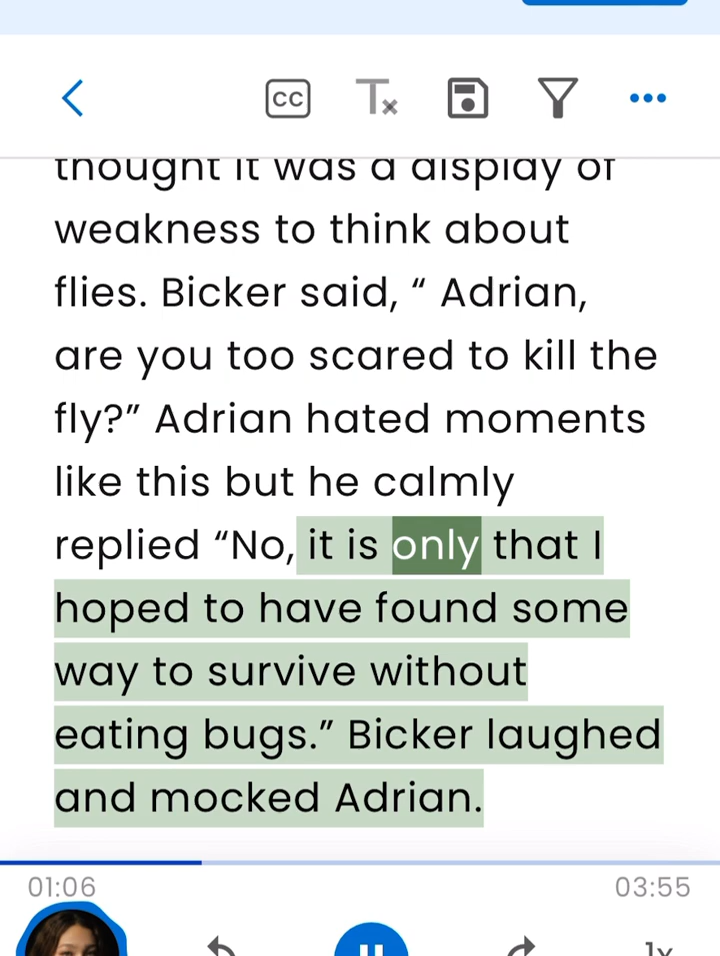 CC
thought it was a display of
weakness to think about
flies. Bicker said, “ Adrian,
are you too scared to kill the
fly?” Adrian hated moments
like this but he calmly
replied “No, it is only that I
hoped to have found some
way to survive without
eating bugs.” Bicker laughed
and mocked Adrian.
01:06 03:55
1x